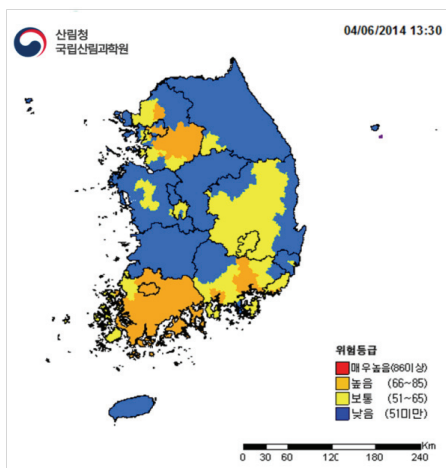 산림청
국립산림과학원
04/06/2014 13:30
위험등급
매우높음(86이상)
높음 (66~85)
보통 (51~65)
낮음 (51미만)
Km
0 30 60 120 180 240